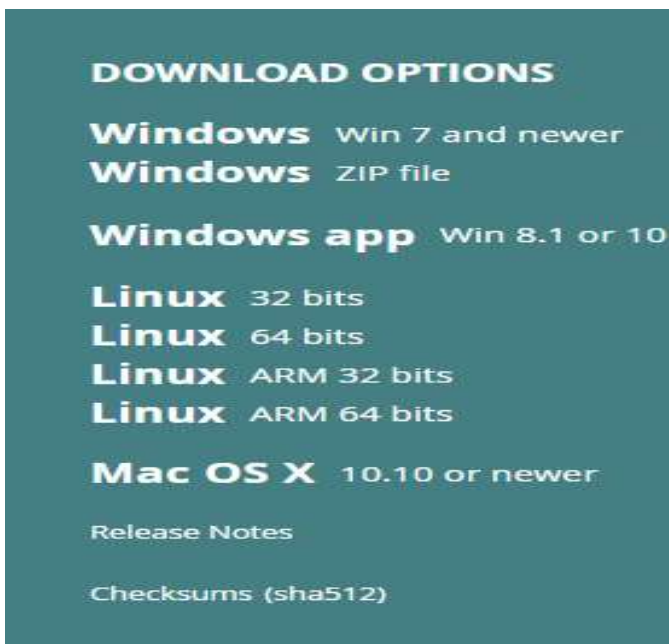 DOWNLOAD OPTIONS
Windows Win 7 and newer
Windows ZIP file
Windows app Win 8.1 or 10
Linux 32 bits
Linux 64 bits
Linux ARM 32 bits
Linux ARM 64 bits
Mac OS X 10.10 or newer
Release Notes
Checksums (sha512)